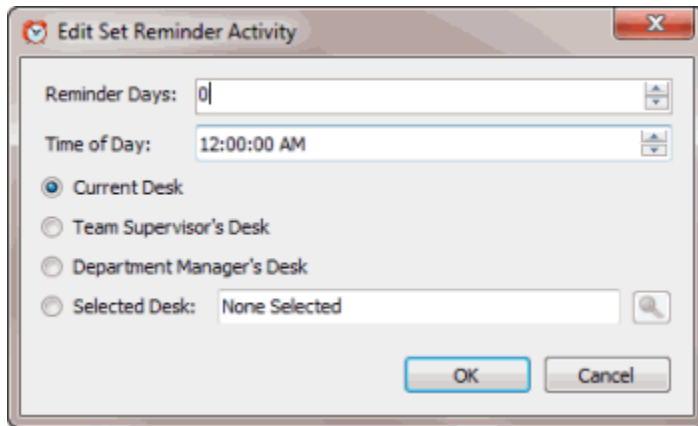 Edit Set Reminder Activity
Reminder Days: 0
Time of Day: 12:00:00 AM
Current Desk
Team Supervisor's Desk
Department Manager's Desk
Selected Desk: None Selected
OK Cancel